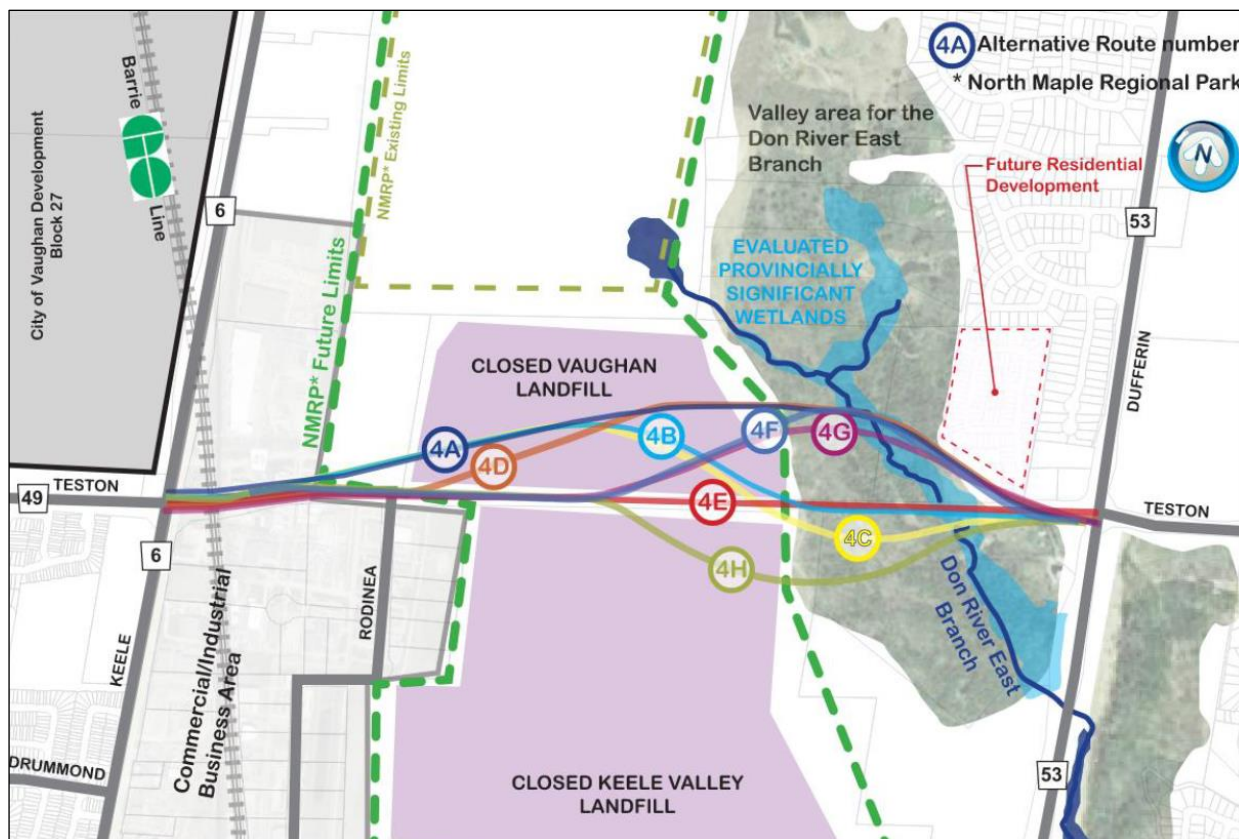 4A Alternative Route number
* North Maple Regional Park
Barrie
GO
Line
City of Vaughan Development
Block 27
6
NMRP* Future Limits
NMRP* Existing Limits
Valley area for the
Don River East
Branch
N
Future Residential
Development
53
EVALUATED
PROVINCIALLY
SIGNIFICANT
WETLANDS
DUFFERIN
CLOSED VAUGHAN
LANDFILL
4A
4D
4B
4F
4G
4E
4C
4H
49
TESTON
TESTON
6
KEELE
RODINEA
Commercial/Industrial
Business Area
Don River East
Branch
DRUMMOND
CLOSED KEELE VALLEY
LANDFILL
53